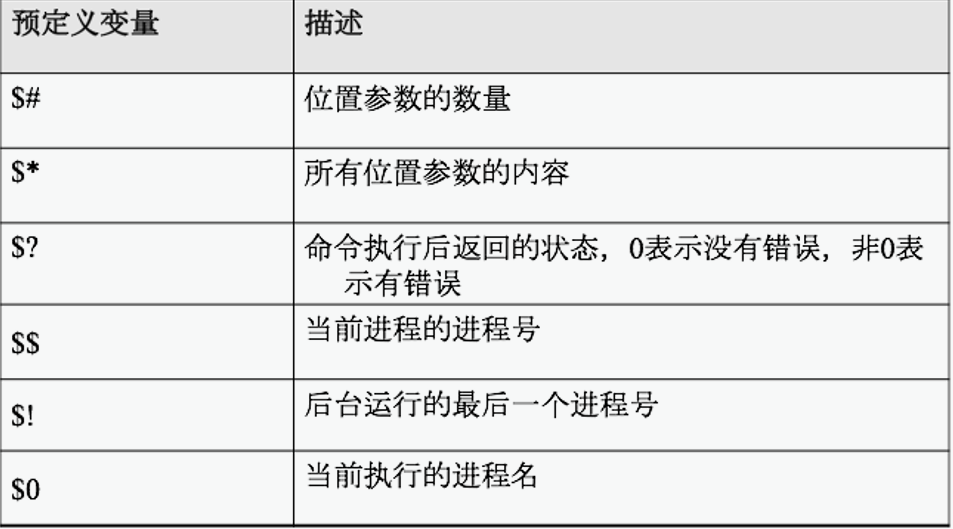 预定义变量 描述
$# 位置参数的数量
$* 所有位置参数的内容
$? 命令执行后返回的状态, 0表示没有错误, 非0表
示有错误
$$ 当前进程的进程号
$! 后台运行的最后一个进程号
$0 当前执行的进程名